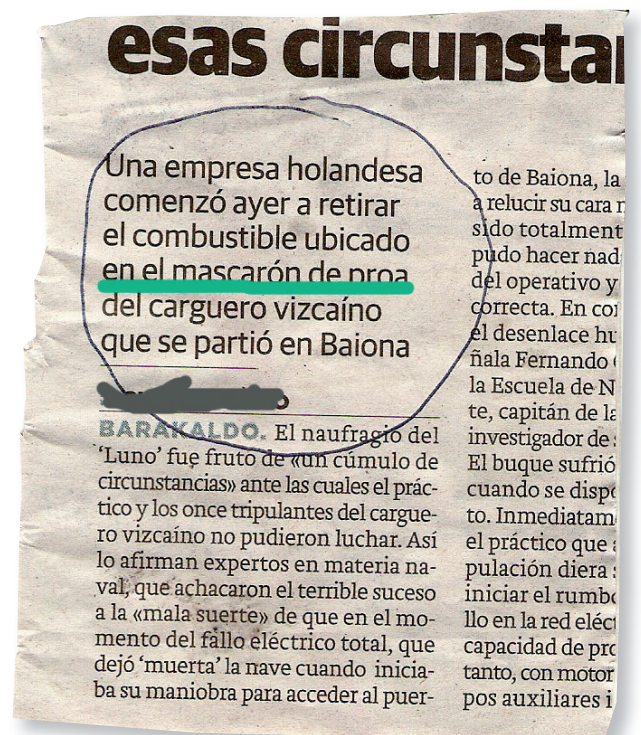 esas circunsta
Una empresa holandesa
comenzó ayer a retirar
el combustible ubicado
en el mascarón de proa
del carguero vizcaíno
que se partió en Baiona
BARAKALDO. El naufragio del
'Luno' fue fruto de «un cúmulo de
circunstancias» ante las cuales el prác-
tico y los once tripulantes del cargue-
ro vizcaíno no pudieron luchar. Así
lo afirman expertos en materia na-
val, que achacaron el terrible suceso
a la «mala suerte» de que en el mo-
mento del fallo eléctrico total, que
dejó 'muerta' la nave cuando inicia-
ba su maniobra para acceder al puer-
to de Baiona, la
a relucir su cara
sido totalment
pudo hacer nad
del operativo y
correcta. En
el desenlace hu
ñala Fernando
la Escuela de N
te, capitán de la
investigador de
El buque sufrió
cuando se disp
to. Inmediatam
el práctico que
pulación diera
iniciar el rumb
llo en la red eléct
capacidad de pro
tanto, con motor
pos auxiliares i